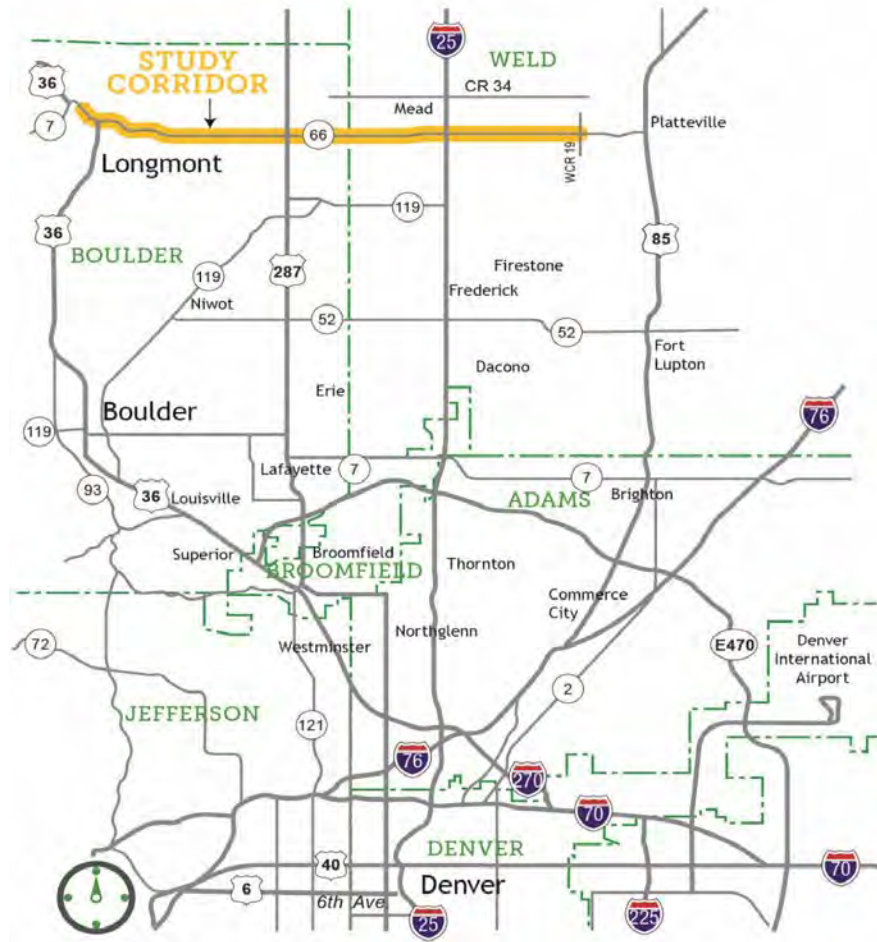 25
WELD
STUDY
CORRIDOR
36
CR 34
Mead
7
66
Platteville
WCR 19
Longmont
119
36
85
BOULDER
287
119
Firestone
Frederick
Niwot
52
52
Fort
Lupton
Dacono
Erie
76
Boulder
119
Lafayette
7
7
93
36
Louisville
ADAMS
Brighton
Superior
Broomfield
BROOMFIELD
Thornton
Commerce
City
Northglenn
72
Westminster
E470
Denver
International
Airport
2
JEFFERSON
121
76
270
70
DENVER
40
70
Denver
6
6th Ave.
25
225